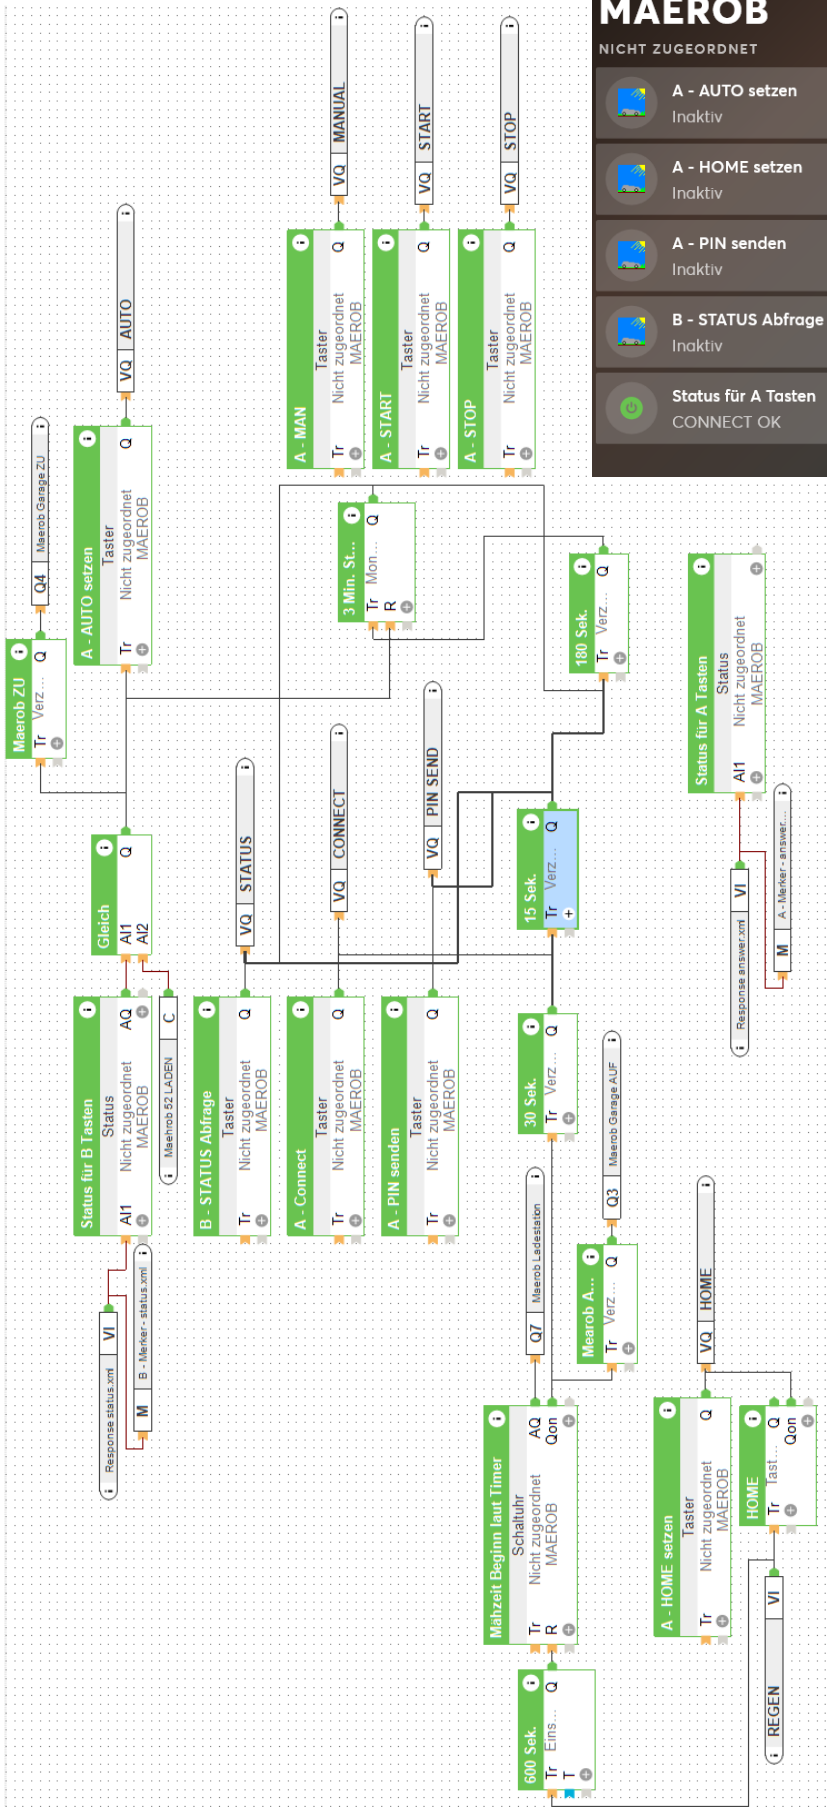 MAEROB
NICHT ZUGEORDNET
A - AUTO setzen
Inaktiv
A - HOME setzen
Inaktiv
A - PIN senden
Inaktiv
B - STATUS Abfrage
Inaktiv
Status für A Tasten
CONNECT OK
Maerob ZU
Tr Verz... Q
Q4 Maerob Garage ZU
A - AUTO setzen
Taster
Tr Nicht zugeordnet Q
MAEROB
VQ AUTO
Gleich
AI1 Q
AI2
Status für B Tasten
Status
AI1 Nicht zugeordnet AQ
MAEROB
Response status.xml VI
M B - Merker - status.xml
Maehrob 52 LADEN C
B - STATUS Abfrage
Taster
Tr Nicht zugeordnet Q
MAEROB
VQ STATUS
A - Connect
Taster
Tr Nicht zugeordnet Q
MAEROB
VQ CONNECT
A - PIN senden
Taster
Tr Nicht zugeordnet Q
MAEROB
VQ PIN SEND
A - MAN
Taster
Tr Nicht zugeordnet Q
MAEROB
VQ MANUAL
A - START
Taster
Tr Nicht zugeordnet Q
MAEROB
VQ START
A - STOP
Taster
Tr Nicht zugeordnet Q
MAEROB
VQ STOP
3 Min. St...
Tr Mon... Q
R
180 Sek.
Tr Verz... Q
15 Sek.
Tr Verz... Q
30 Sek.
Tr Verz... Q
Status für A Tasten
Status
AI1 Nicht zugeordnet
MAEROB
Response answer.xml VI
M A - Merker - answer....
Mähzeit Beginn laut Timer
Schaltuhr
Tr Nicht zugeordnet AQ
R MAEROB Qon
Q7 Maerob Ladestation
Mearob A...
Tr Verz... Q
Q3 Maerob Garage AUF
600 Sek.
Tr Eins... Q
T
A - HOME setzen
Taster
Tr Nicht zugeordnet Q
MAEROB
VQ HOME
HOME
Tr Tast... Q
Qon
REGEN VI